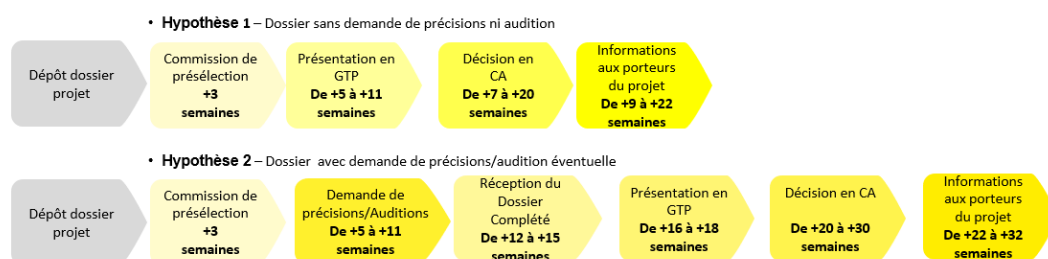 • Hypothèse 1 – Dossier sans demande de précisions ni audition
Dépôt dossier
projet
Commission de
présélection
+3
semaines
Présentation en
GTP
De +5 à +11
semaines
Décision en
CA
De +7 à +20
semaines
Informations
aux porteurs
du projet
De +9 à +22
semaines
• Hypothèse 2 – Dossier avec demande de précisions/audition éventuelle
Dépôt dossier
projet
Commission de
présélection
+3
semaines
Demande de
précisions/Auditions
De +5 à +11
semaines
Réception du
Dossier
Complété
De +12 à +15
semaines
Présentation en
GTP
De +16 à +18
semaines
Décision en CA
De +20 à +30
semaines
Informations
aux porteurs
du projet
De +22 à +32
semaines